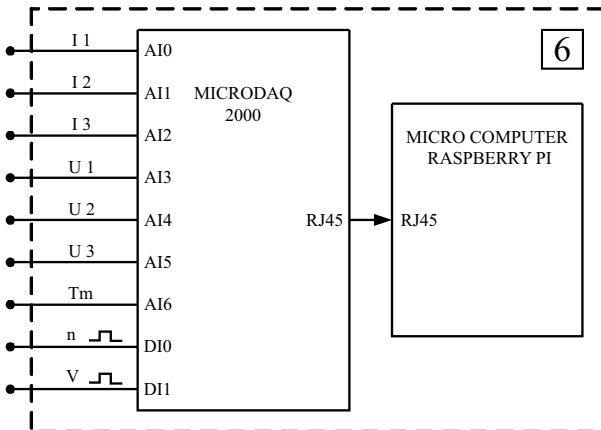 I 1
AI0
I 2
AI1
I 3
AI2
U 1
AI3
U 2
AI4
U 3
AI5
Tm
AI6
n
DI0
V
DI1
MICRODAQ
2000
RJ45
RJ45
MICRO COMPUTER
RASPBERRY PI
6